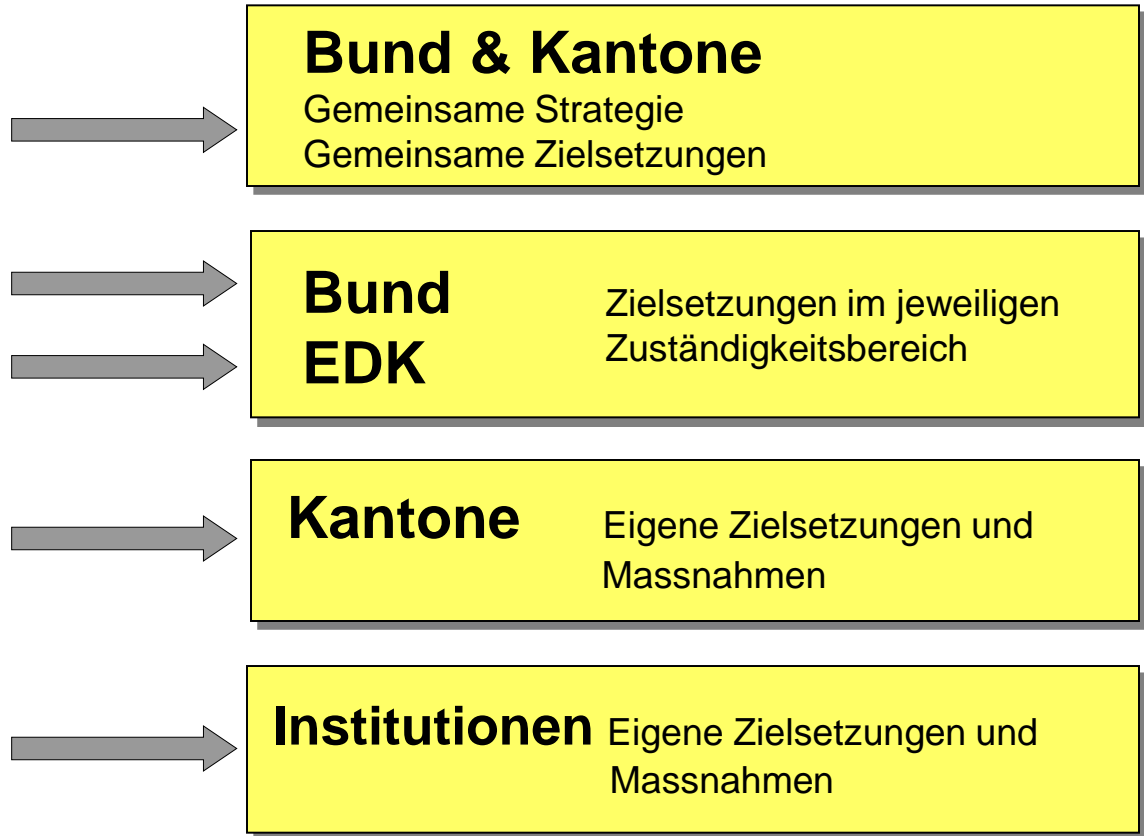 Bund & Kantone
Gemeinsame Strategie
Gemeinsame Zielsetzungen
Bund
EDK
Zielsetzungen im jeweiligen
Zuständigkeitsbereich
Kantone
Eigene Zielsetzungen und
Massnahmen
Institutionen
Eigene Zielsetzungen und
Massnahmen